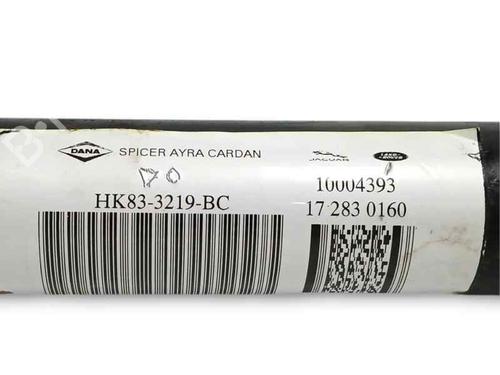 DANA SPICER AYRA CARDAN JAGUAR LAND ROVER
HK83-3219-BC 10004393
17 283 0160